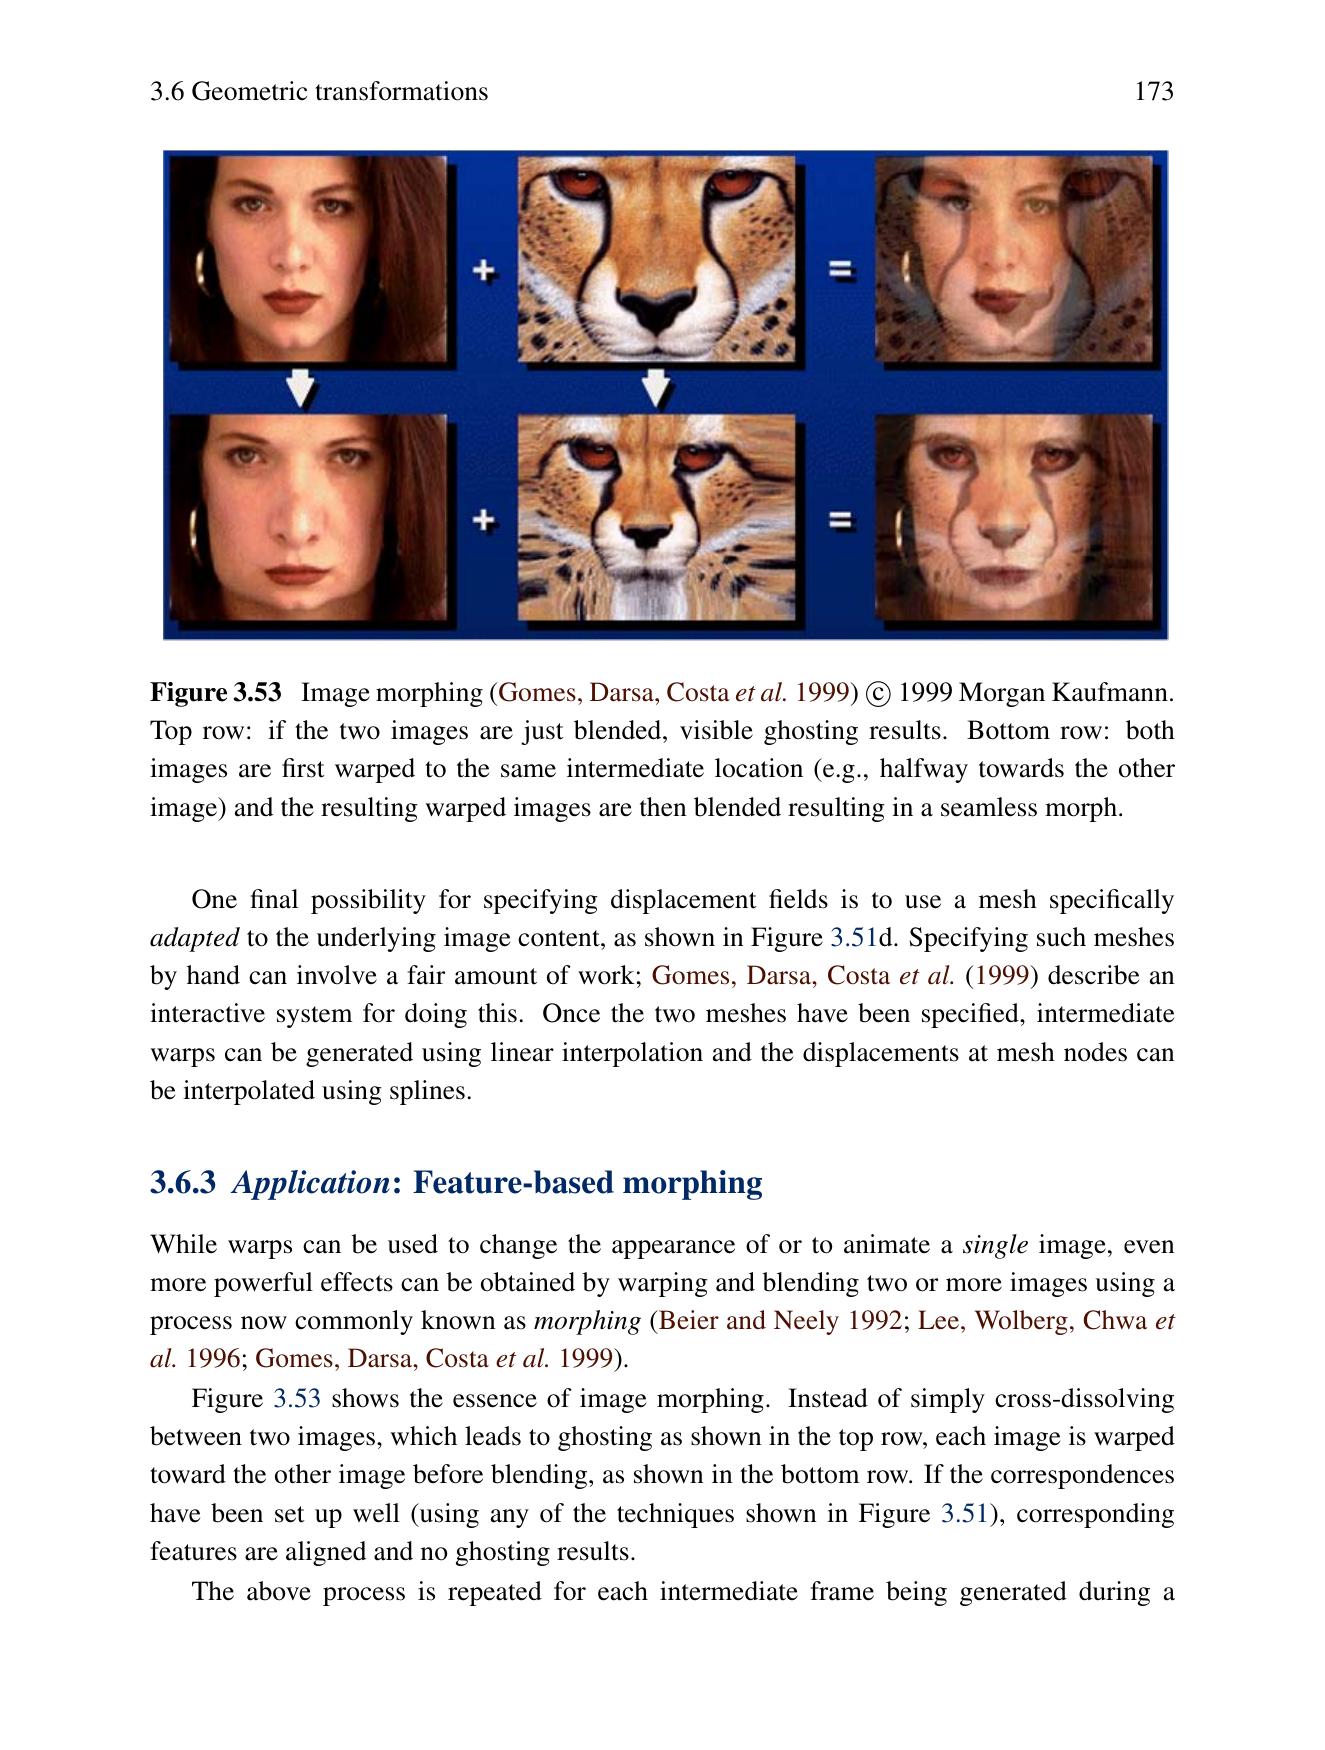 3.6 Geometric transformations 173
+ =
+ =
Figure 3.53 Image morphing (Gomes, Darsa, Costa et al. 1999) © 1999 Morgan Kaufmann.
Top row: if the two images are just blended, visible ghosting results. Bottom row: both
images are first warped to the same intermediate location (e.g., halfway towards the other
image) and the resulting warped images are then blended resulting in a seamless morph.
One final possibility for specifying displacement fields is to use a mesh specifically
adapted to the underlying image content, as shown in Figure 3.51d. Specifying such meshes
by hand can involve a fair amount of work; Gomes, Darsa, Costa et al. (1999) describe an
interactive system for doing this. Once the two meshes have been specified, intermediate
warps can be generated using linear interpolation and the displacements at mesh nodes can
be interpolated using splines.
3.6.3 Application: Feature-based morphing
While warps can be used to change the appearance of or to animate a single image, even
more powerful effects can be obtained by warping and blending two or more images using a
process now commonly known as morphing (Beier and Neely 1992; Lee, Wolberg, Chwa et
al. 1996; Gomes, Darsa, Costa et al. 1999).
Figure 3.53 shows the essence of image morphing. Instead of simply cross-dissolving
between two images, which leads to ghosting as shown in the top row, each image is warped
toward the other image before blending, as shown in the bottom row. If the correspondences
have been set up well (using any of the techniques shown in Figure 3.51), corresponding
features are aligned and no ghosting results.
The above process is repeated for each intermediate frame being generated during a